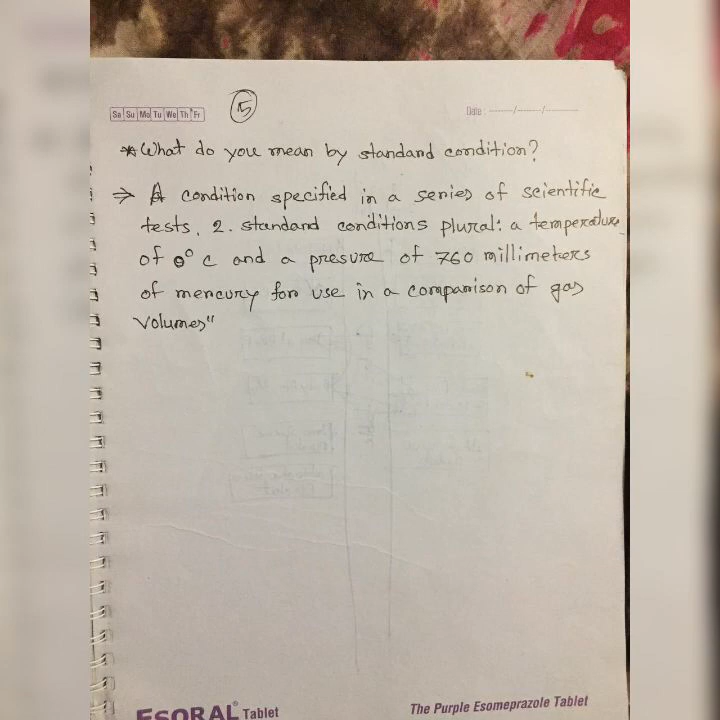 Sa Su Mo Tu We Th Fr
5
Date : -------/-------/---------
* What do you mean by standard condition?
⇒ A condition specified in a series of scientific
tests. 2. standard conditions plural: a temperature
of 0° c and a presure of 760 millimeters
of mercury for use in a comparison of gas
volumes"
ESORAL® Tablet
The Purple Esomeprazole Tablet